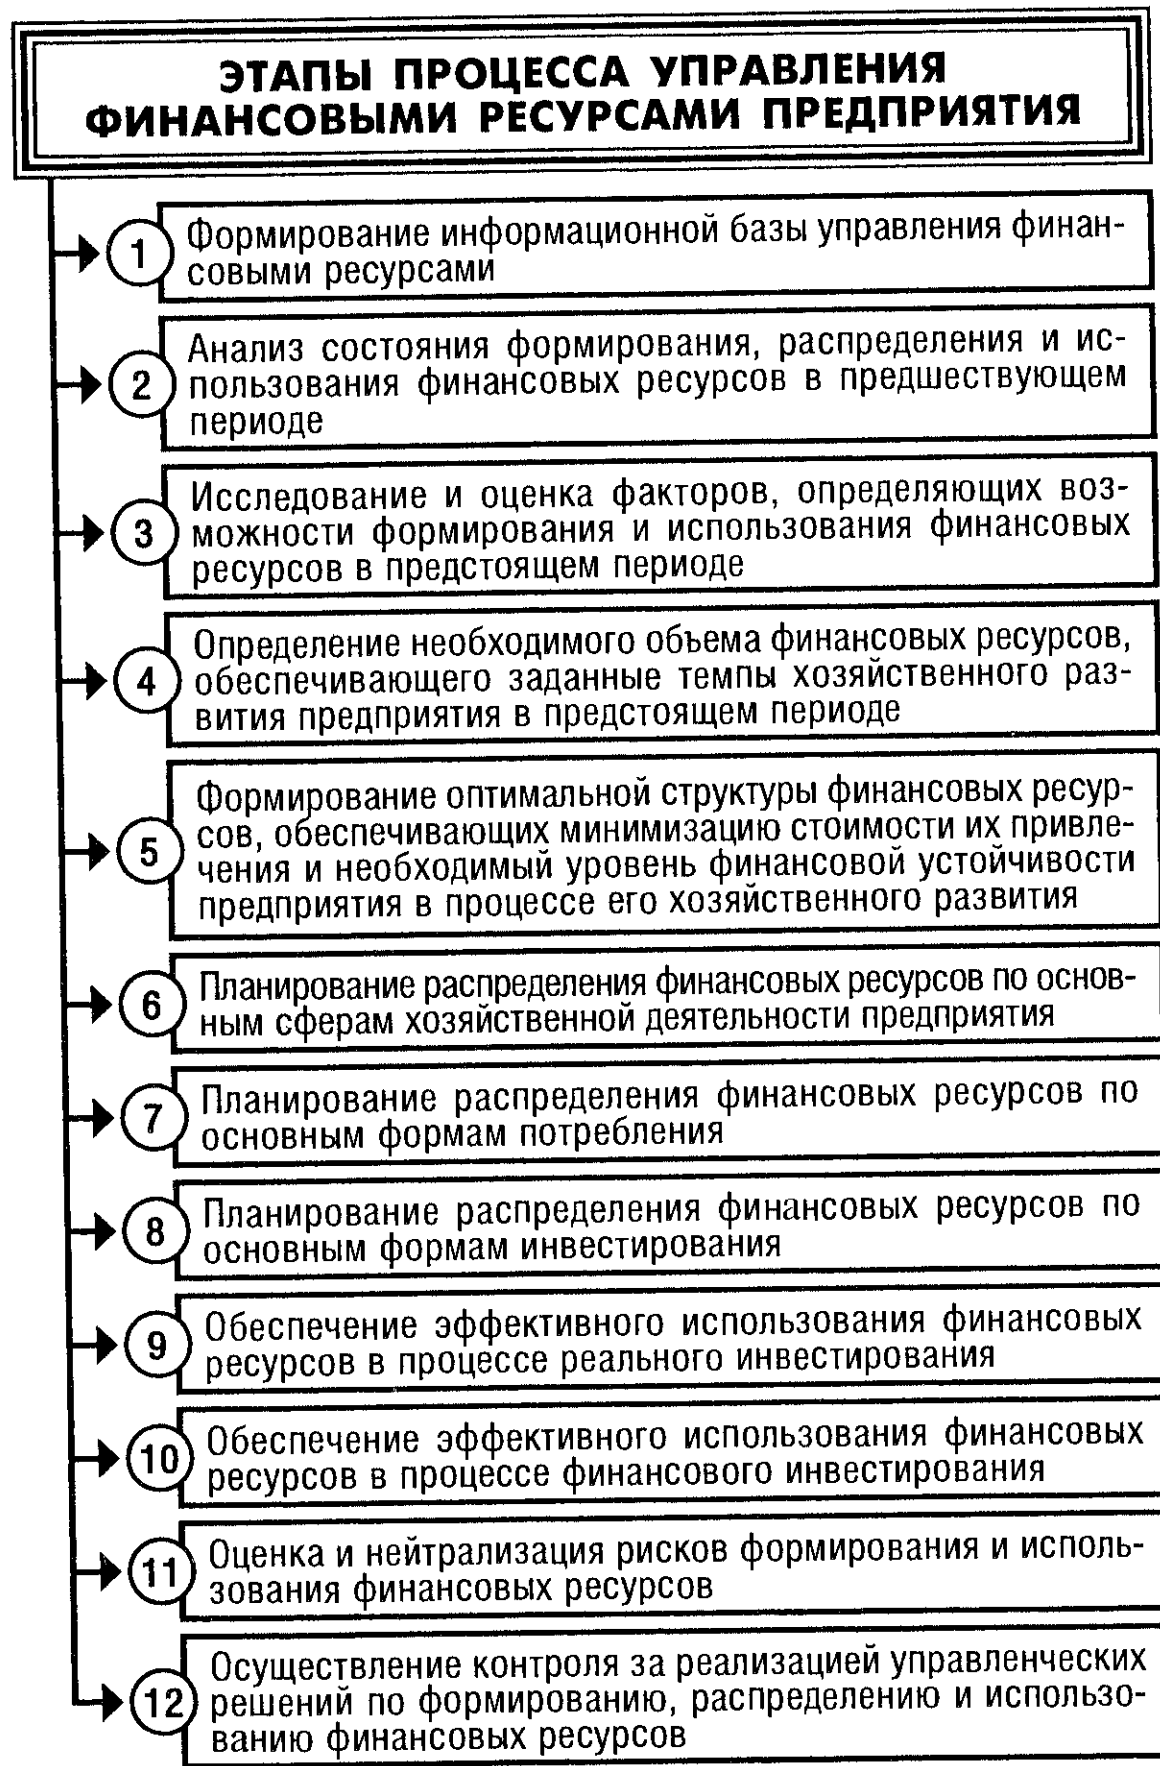 ЭТАПЫ ПРОЦЕССА УПРАВЛЕНИЯ
ФИНАНСОВЫМИ РЕСУРСАМИ ПРЕДПРИЯТИЯ
1
Формирование информационной базы управления финан-
совыми ресурсами
2
Анализ состояния формирования, распределения и ис-
пользования финансовых ресурсов в предшествующем
периоде
3
Исследование и оценка факторов, определяющих воз-
можности формирования и использования финансовых
ресурсов в предстоящем периоде
4
Определение необходимого объема финансовых ресурсов,
обеспечивающего заданные темпы хозяйственного раз-
вития предприятия в предстоящем периоде
5
Формирование оптимальной структуры финансовых ресур-
сов, обеспечивающих минимизацию стоимости их привле-
чения и необходимый уровень финансовой устойчивости
предприятия в процессе его хозяйственного развития
6
Планирование распределения финансовых ресурсов по основ-
ным сферам хозяйственной деятельности предприятия
7
Планирование распределения финансовых ресурсов по
основным формам потребления
8
Планирование распределения финансовых ресурсов по
основным формам инвестирования
9
Обеспечение эффективного использования финансовых
ресурсов в процессе реального инвестирования
10
Обеспечение эффективного использования финансовых
ресурсов в процессе финансового инвестирования
11
Оценка и нейтрализация рисков формирования и исполь-
зования финансовых ресурсов
12
Осуществление контроля за реализацией управленческих
решений по формированию, распределению и использо-
ванию финансовых ресурсов